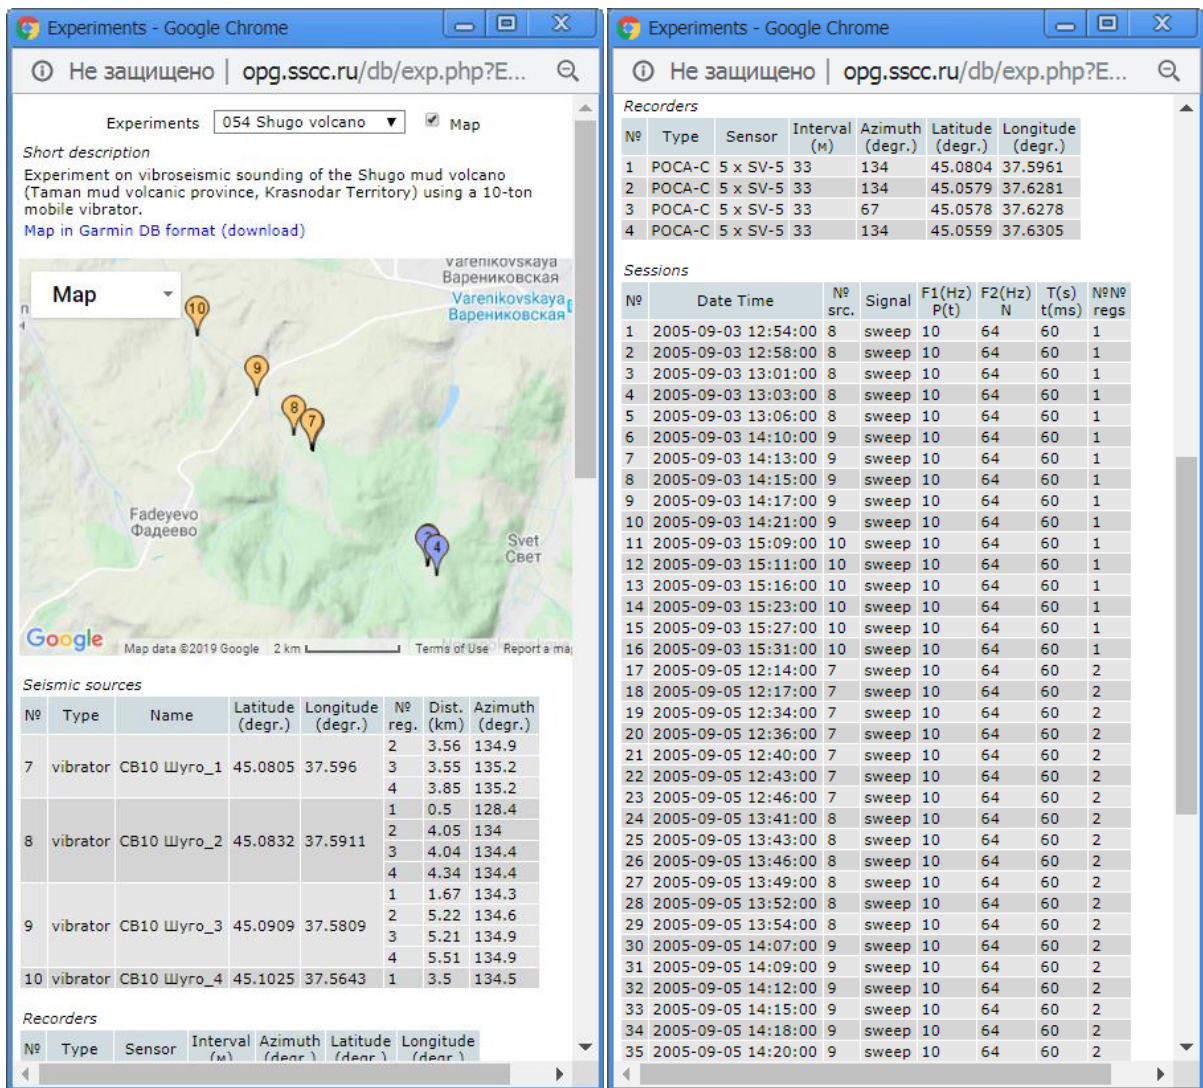 Experiments - Google Chrome
Не защищено | opg.sscc.ru/db/exp.php?E...
Experiments 054 Shugo volcano Map
Short description
Experiment on vibroseismic sounding of the Shugo mud volcano
(Taman mud volcanic province, Krasnodar Territory) using a 10-ton
mobile vibrator.
Map in Garmin DB format (download)
Map
Varenikovskaya
Варениковская
Varenikovskaya
Варениковская
10
9
8
7
Fadeyevo
Фадеево
4
Svet
Свет
Google Map data ©2019 Google 2 km Terms of Use Report a ma
Seismic sources
№ Type Name Latitude (degr.) Longitude (degr.) № reg. Dist. (km) Azimuth (degr.)
7 vibrator СВ10 Шуго_1 45.0805 37.596 2 3.56 134.9
3 3.55 135.2
4 3.85 135.2
8 vibrator СВ10 Шуго_2 45.0832 37.5911 1 0.5 128.4
2 4.05 134
3 4.04 134.4
4 4.34 134.4
9 vibrator СВ10 Шуго_3 45.0909 37.5809 1 1.67 134.3
2 5.22 134.6
3 5.21 134.9
4 5.51 134.9
10 vibrator СВ10 Шуго_4 45.1025 37.5643 1 3.5 134.5
Recorders
№ Type Sensor Interval (м) Azimuth (degr.) Latitude (degr.) Longitude (degr.)
Experiments - Google Chrome
Не защищено | opg.sscc.ru/db/exp.php?E...
Recorders
№ Type Sensor Interval (м) Azimuth (degr.) Latitude (degr.) Longitude (degr.)
1 РОСА-С 5 x SV-5 33 134 45.0804 37.5961
2 РОСА-С 5 x SV-5 33 134 45.0579 37.6281
3 РОСА-С 5 x SV-5 33 67 45.0578 37.6278
4 РОСА-С 5 x SV-5 33 134 45.0559 37.6305
Sessions
№ Date Time № src. Signal F1(Hz) P(t) F2(Hz) N T(s) t(ms) №№ regs
1 2005-09-03 12:54:00 8 sweep 10 64 60 1
2 2005-09-03 12:58:00 8 sweep 10 64 60 1
3 2005-09-03 13:01:00 8 sweep 10 64 60 1
4 2005-09-03 13:03:00 8 sweep 10 64 60 1
5 2005-09-03 13:06:00 8 sweep 10 64 60 1
6 2005-09-03 14:10:00 9 sweep 10 64 60 1
7 2005-09-03 14:13:00 9 sweep 10 64 60 1
8 2005-09-03 14:15:00 9 sweep 10 64 60 1
9 2005-09-03 14:17:00 9 sweep 10 64 60 1
10 2005-09-03 14:21:00 9 sweep 10 64 60 1
11 2005-09-03 15:09:00 10 sweep 10 64 60 1
12 2005-09-03 15:11:00 10 sweep 10 64 60 1
13 2005-09-03 15:16:00 10 sweep 10 64 60 1
14 2005-09-03 15:23:00 10 sweep 10 64 60 1
15 2005-09-03 15:27:00 10 sweep 10 64 60 1
16 2005-09-03 15:31:00 10 sweep 10 64 60 1
17 2005-09-05 12:14:00 7 sweep 10 64 60 2
18 2005-09-05 12:17:00 7 sweep 10 64 60 2
19 2005-09-05 12:34:00 7 sweep 10 64 60 2
20 2005-09-05 12:36:00 7 sweep 10 64 60 2
21 2005-09-05 12:40:00 7 sweep 10 64 60 2
22 2005-09-05 12:43:00 7 sweep 10 64 60 2
23 2005-09-05 12:46:00 7 sweep 10 64 60 2
24 2005-09-05 13:41:00 8 sweep 10 64 60 2
25 2005-09-05 13:43:00 8 sweep 10 64 60 2
26 2005-09-05 13:46:00 8 sweep 10 64 60 2
27 2005-09-05 13:49:00 8 sweep 10 64 60 2
28 2005-09-05 13:52:00 8 sweep 10 64 60 2
29 2005-09-05 13:54:00 8 sweep 10 64 60 2
30 2005-09-05 14:07:00 9 sweep 10 64 60 2
31 2005-09-05 14:09:00 9 sweep 10 64 60 2
32 2005-09-05 14:12:00 9 sweep 10 64 60 2
33 2005-09-05 14:15:00 9 sweep 10 64 60 2
34 2005-09-05 14:18:00 9 sweep 10 64 60 2
35 2005-09-05 14:20:00 9 sweep 10 64 60 2